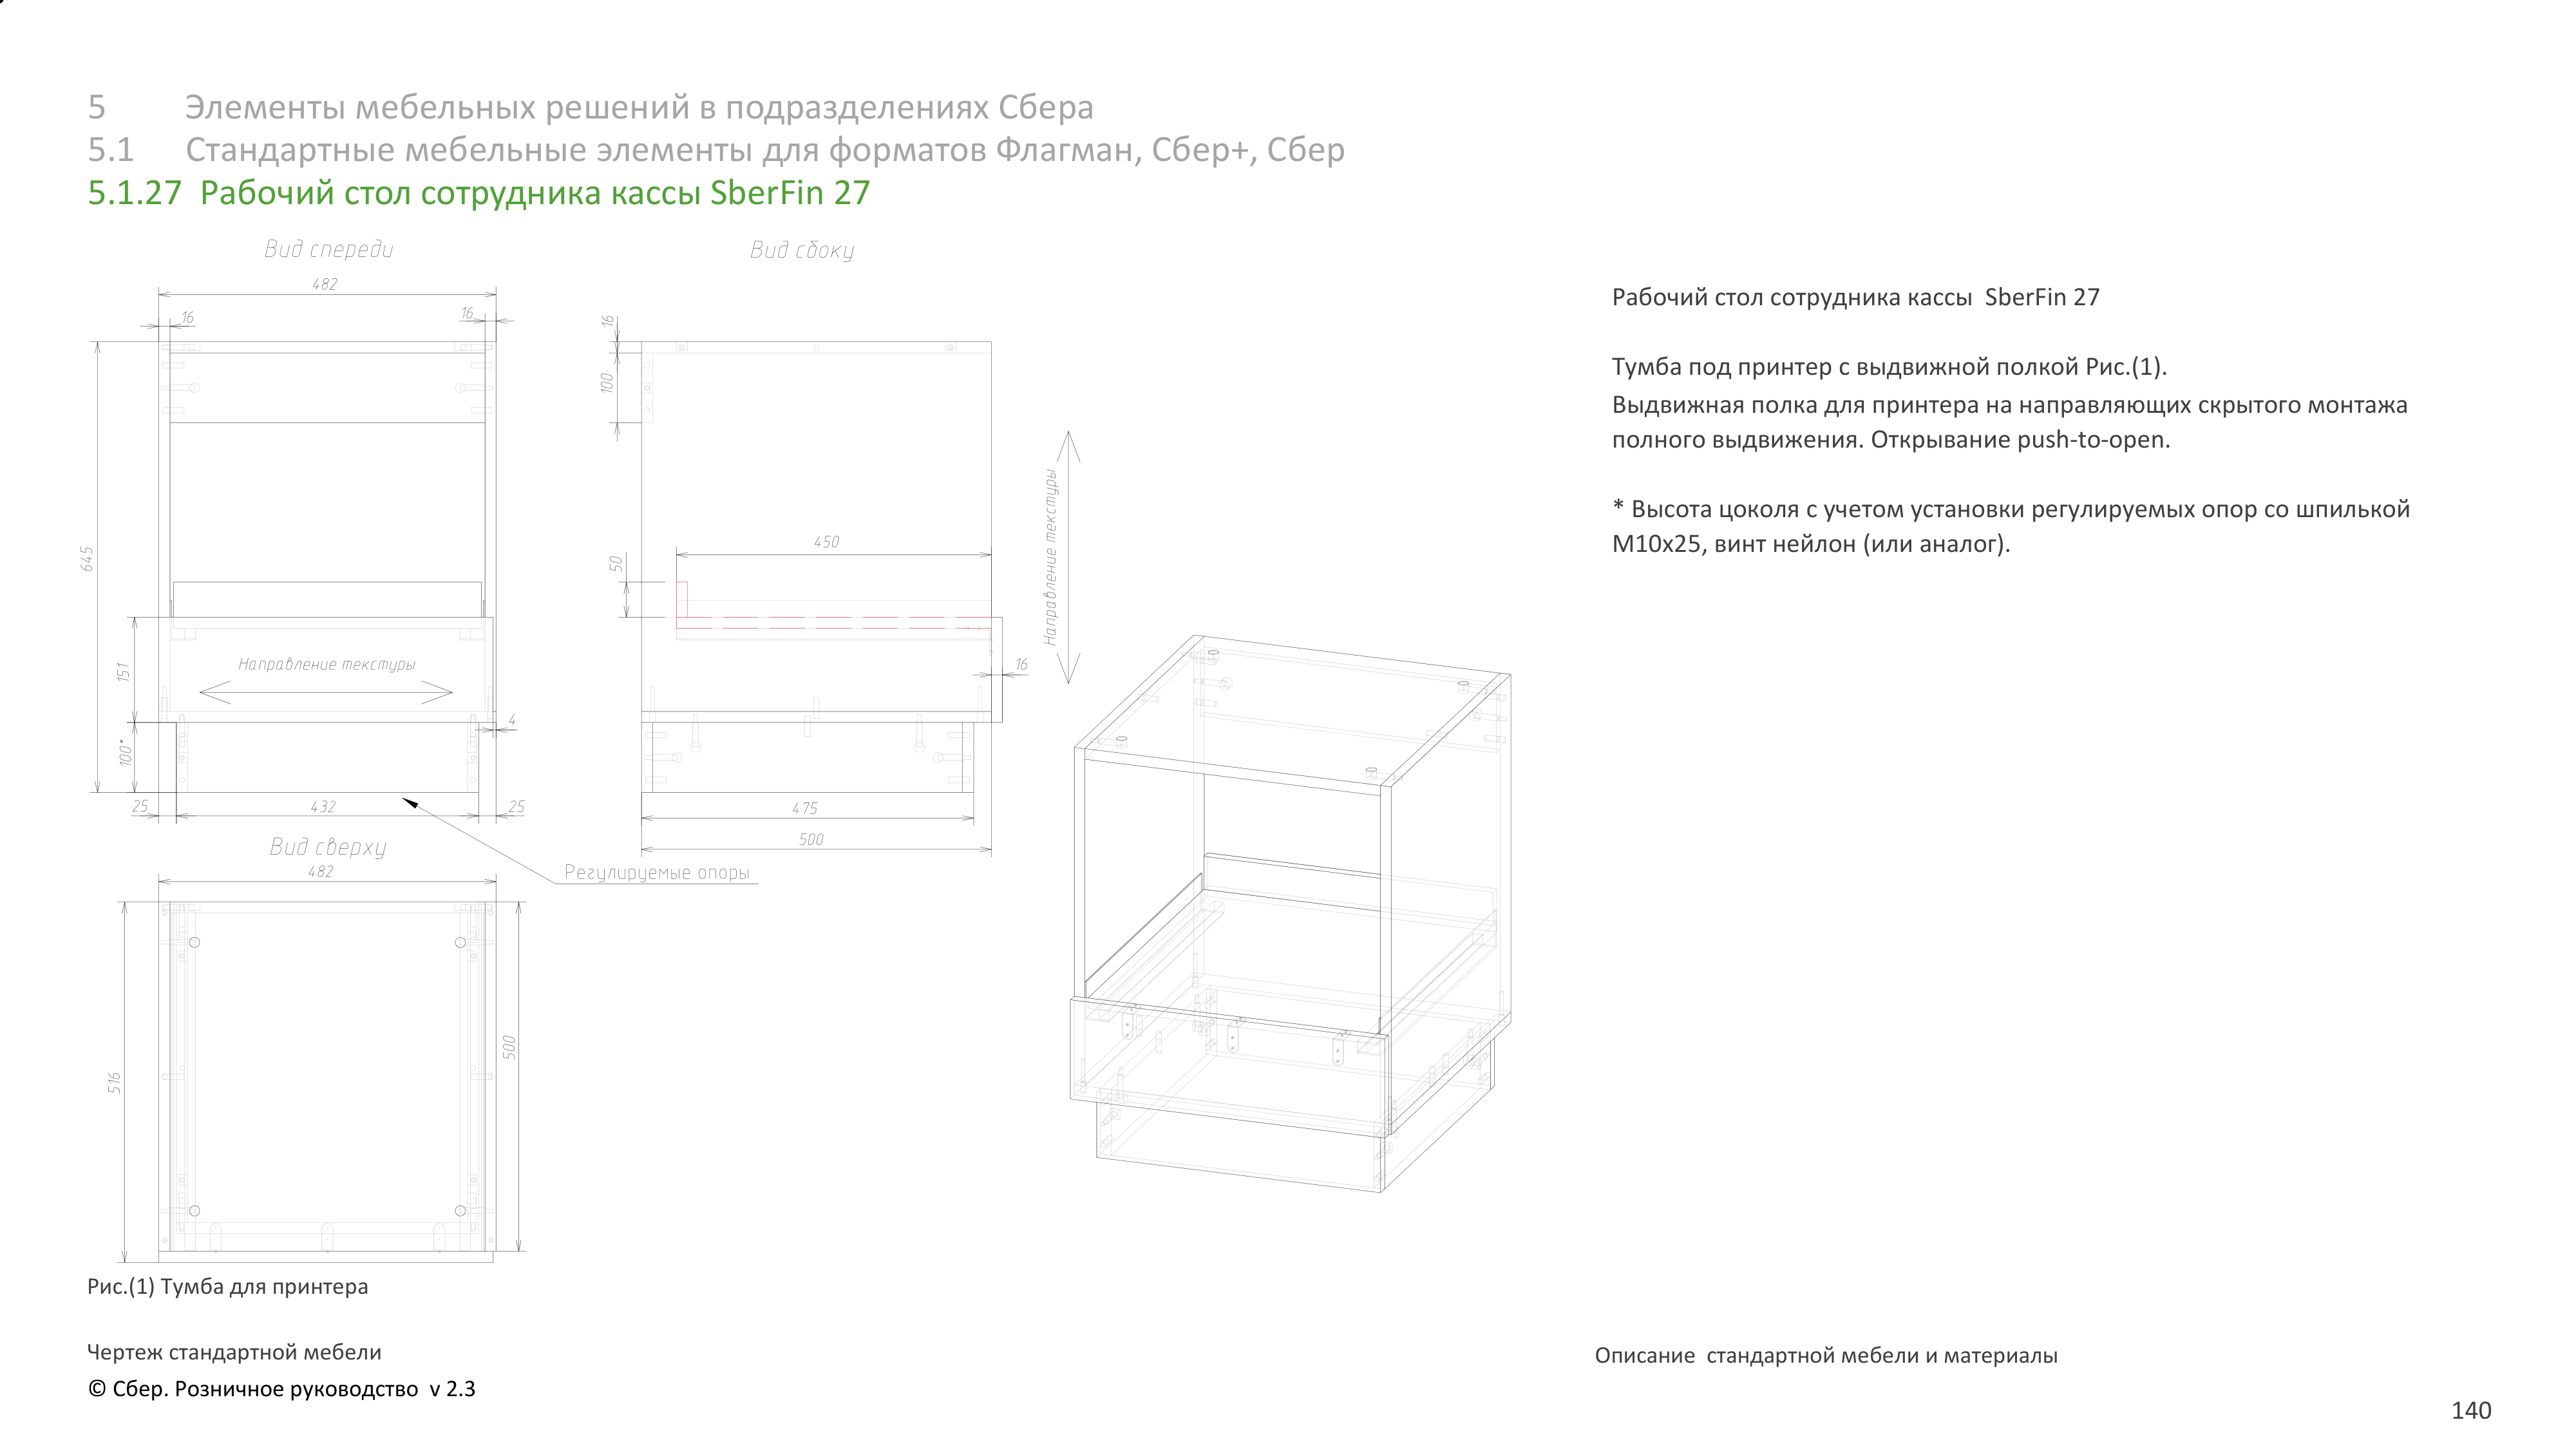 5 Элементы мебельных решений в подразделениях Сбера
5.1 Стандартные мебельные элементы для форматов Флагман, Сбер+, Сбер
5.1.27 Рабочий стол сотрудника кассы SberFin 27
Вид спереди
482
16
16
645
151
Направление текстуры
4
100*
25
432
25
Вид сбоку
16
100
450
50
16
475
500
Направление текстуры
Регулируемые опоры
Вид сверху
482
516
500
Рис.(1) Тумба для принтера
Рабочий стол сотрудника кассы SberFin 27
Тумба под принтер с выдвижной полкой Рис.(1).
Выдвижная полка для принтера на направляющих скрытого монтажа
полного выдвижения. Открывание push-to-open.
* Высота цоколя с учетом установки регулируемых опор со шпилькой
М10х25, винт нейлон (или аналог).
Чертеж стандартной мебели
Описание стандартной мебели и материалы
© Сбер. Розничное руководство v 2.3
140